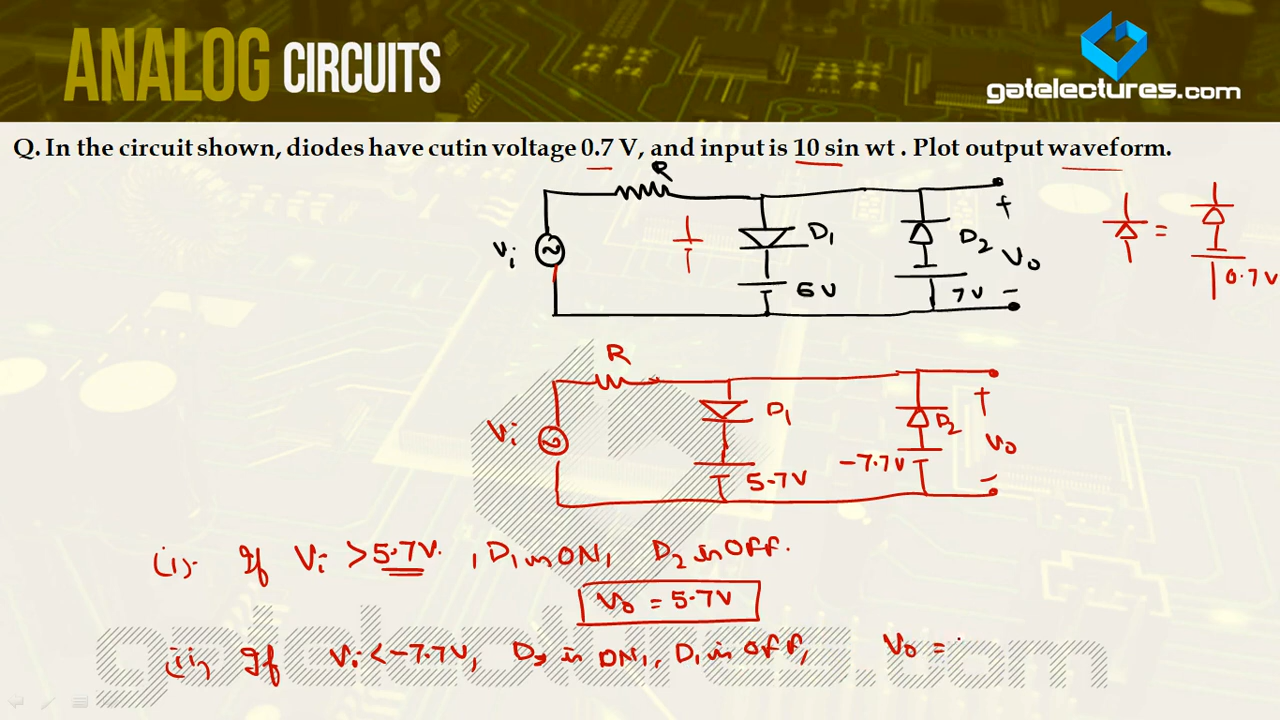 ANALOG CIRCUITS
gatelectures.com
Q. In the circuit shown, diodes have cutin voltage 0.7 V, and input is 10 sin wt . Plot output waveform.
R
Vi
D1
6V
D2
7V
+
Vo
−
=
0.7V
R
Vi
D1
5.7V
-7.7V
D2
+
Vo
−
(i). If Vi > 5.7V. , D1 is ON, D2 is OFF.
Vo = 5.7V
(ii) If Vi < -7.7V, D2 is ON, D1 is OFF, Vo =
gatelectures.com